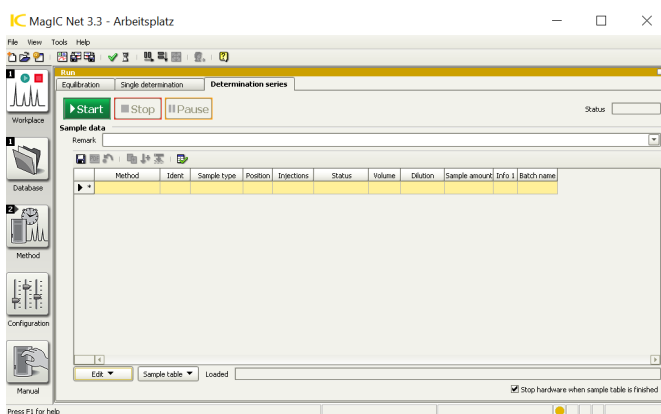 IC MagIC Net 3.3 - Arbeitsplatz
File View Tools Help
Run
Equilibration Single determination Determination series
Start Stop Pause Status
Sample data
Remark
Method Ident Sample type Position Injections Status Volume Dilution Sample amount Info 1 Batch name
*
1
Workplace
1
Database
2
Method
Configuration
Manual
Edit Sample table Loaded
Stop hardware when sample table is finished
Press F1 for help